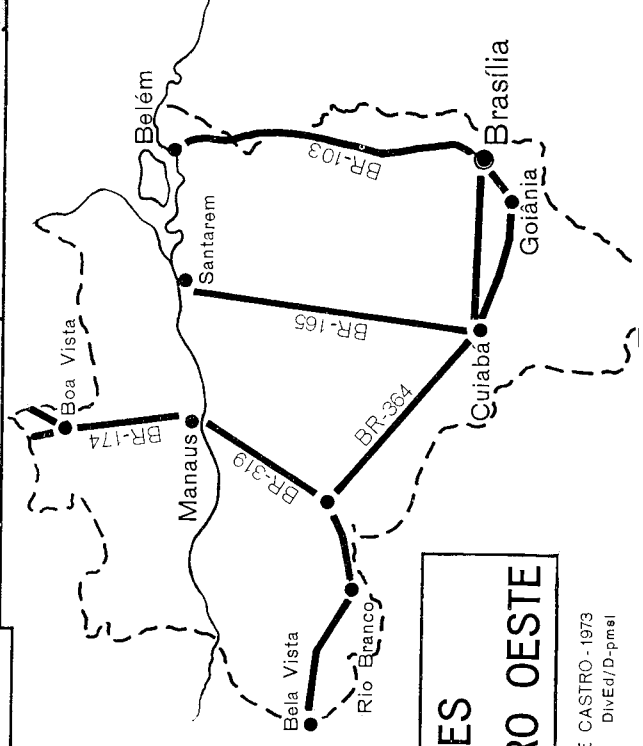 Belém
Santarem
Boa Vista
BR-174
Manaus
BR-319
BR-165
BR-103
Brasília
Goiânia
Cuiabá
BR-364
Bela Vista
Rio Branco
ES
RO OESTE
E CASTRO - 1973
DivEd/D-pmsl